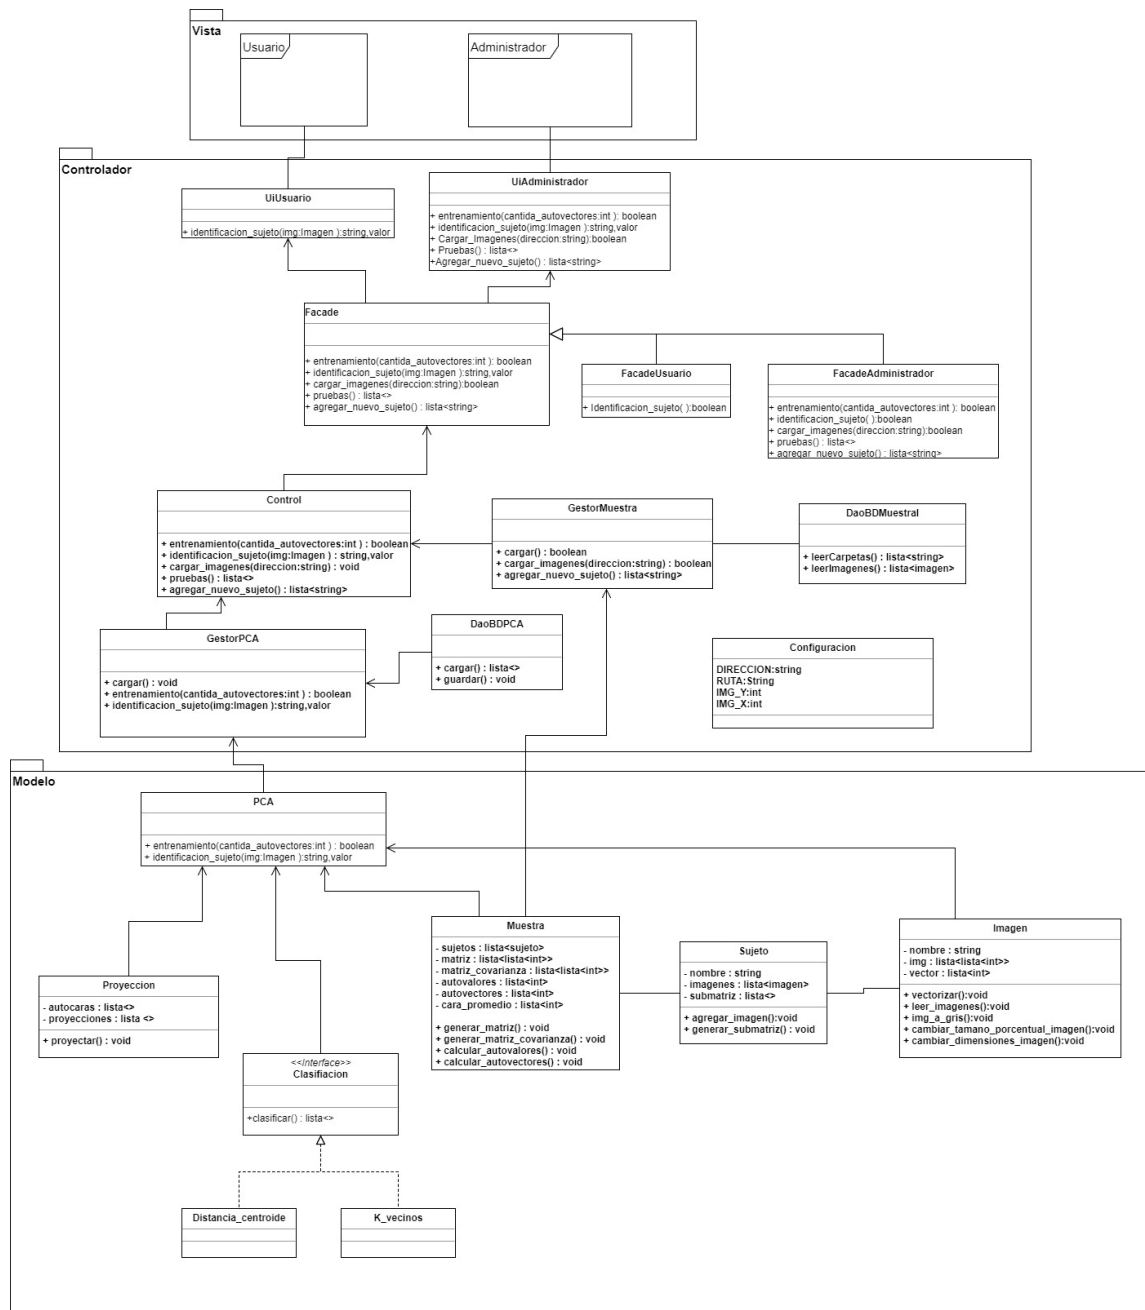 Vista
Usuario
Administrador
Controlador
UiUsuario
+ identificacion_sujeto(img:Imagen ):string,valor
UiAdministrador
+ entrenamiento(cantida_autovectores:int ): boolean
+ identificacion_sujeto(img:Imagen ):string,valor
+ Cargar_Imagenes(direccion:string):boolean
+ Pruebas() : lista<>
+Agregar_nuevo_sujeto() : lista<string>
Facade
+ entrenamiento(cantida_autovectores:int ): boolean
+ identificacion_sujeto(img:Imagen ):string,valor
+ cargar_imagenes(direccion:string):boolean
+ pruebas() : lista<>
+ agregar_nuevo_sujeto() : lista<string>
FacadeUsuario
+ Identificacion_sujeto( ):boolean
FacadeAdministrador
+ entrenamiento(cantida_autovectores:int ): boolean
+ identificacion_sujeto( ):boolean
+ cargar_imagenes(direccion:string):boolean
+ pruebas() : lista<>
+ agregar_nuevo_sujeto() : lista<string>
Control
+ entrenamiento(cantida_autovectores:int ) : boolean
+ identificacion_sujeto(img:Imagen ) : string,valor
+ cargar_imagenes(direccion:string) : void
+ pruebas() : lista<>
+ agregar_nuevo_sujeto() : lista<string>
GestorMuestra
+ cargar() : boolean
+ cargar_imagenes(direccion:string) : boolean
+ agregar_nuevo_sujeto() : lista<string>
DaoBDMuestral
+ leerCarpetas() : lista<string>
+ leerImagenes() : lista<imagen>
GestorPCA
+ cargar() : void
+ entrenamiento(cantida_autovectores:int ) : boolean
+ identificacion_sujeto(img:Imagen ):string,valor
DaoBDPCA
+ cargar() : lista<>
+ guardar() : void
Configuracion
DIRECCION:string
RUTA:String
IMG_Y:int
IMG_X:int
Modelo
PCA
+ entrenamiento(cantida_autovectores:int ) : boolean
+ identificacion_sujeto(img:Imagen ):string,valor
Proyeccion
- autocaras : lista<>
- proyecciones : lista <>
+ proyectar() : void
<<Interface>>
Clasifiacion
+clasificar() : lista<>
Distancia_centroide
K_vecinos
Muestra
- sujetos : lista<sujeto>
- matriz : lista<lista<int>>
- matriz_covarianza : lista<lista<int>>
- autovalores : lista<int>
- autovectores : lista<int>
- cara_promedio : lista<int>
+ generar_matriz() : void
+ generar_matriz_covarianza() : void
+ calcular_autovalores() : void
+ calcular_autovectores() : void
Sujeto
- nombre : string
- imagenes : lista<imagen>
- submatriz : lista<>
+ agregar_imagen():void
+ generar_submatriz() : void
Imagen
- nombre : string
- img : lista<lista<int>>
- vector : lista<int>
+ vectorizar():void
+ leer_imagenes():void
+ img_a_gris():void
+ cambiar_tamano_porcentual_imagen():void
+ cambiar_dimensiones_imagen():void